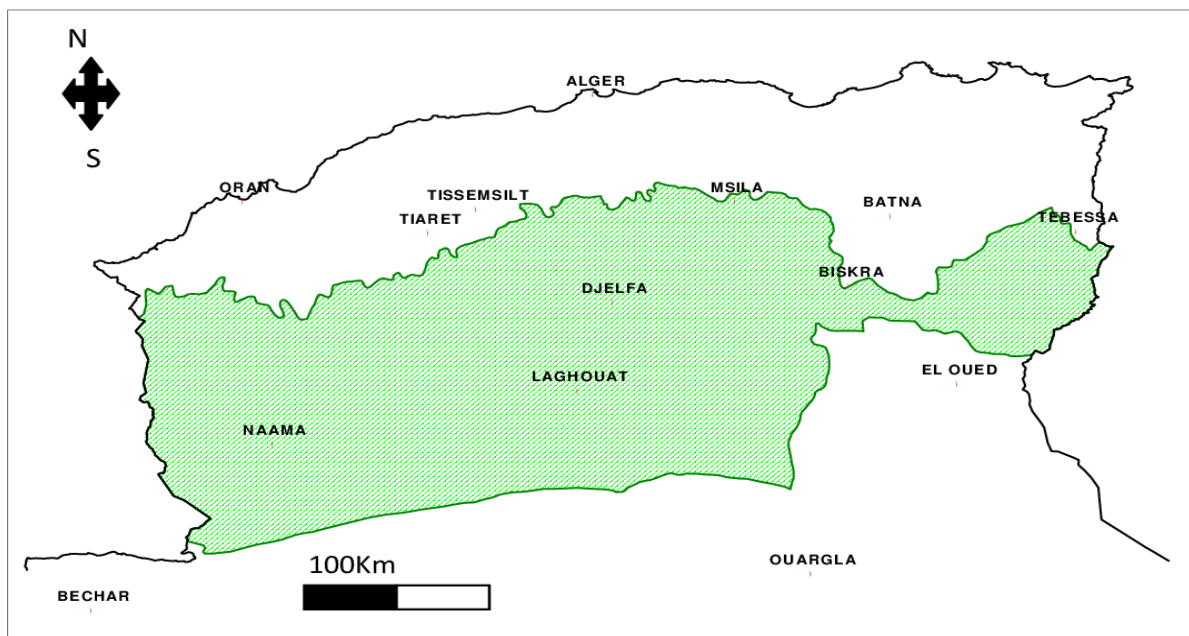 N
S
ALGER
ORAN
TISSEMSILT
MSILA
TIARET
BATNA
TEBESSA
BISKRA
DJELFA
LAGHOUAT
EL OUED
NAAMA
100Km
OUARGLA
BECHAR